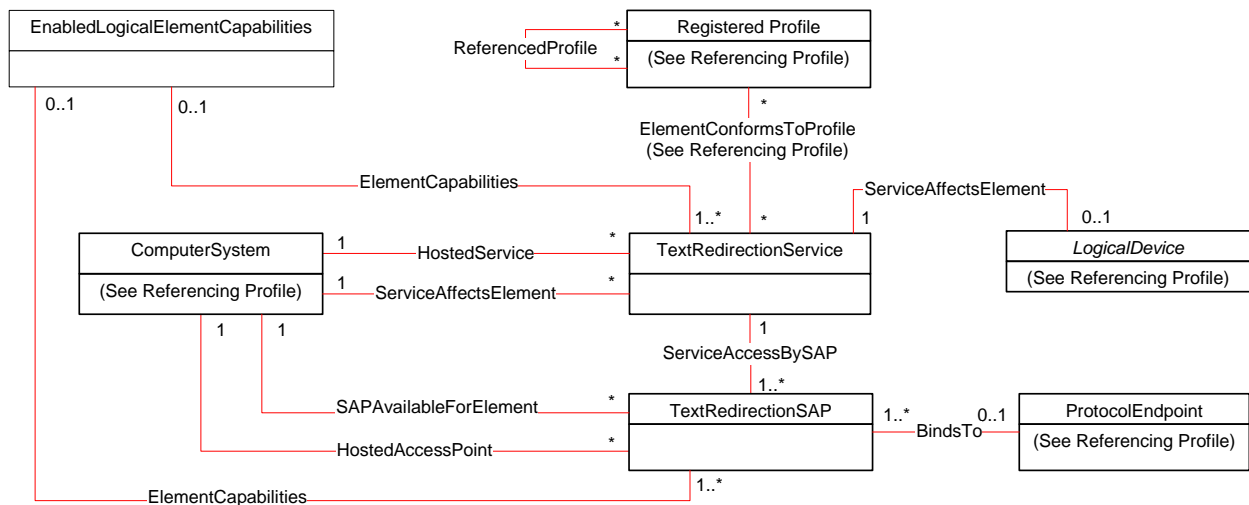 EnabledLogicalElementCapabilities
Registered Profile
(See Referencing Profile)
*
*
ReferencedProfile
0..1
0..1
*
ElementConformsToProfile
(See Referencing Profile)
ElementCapabilities
ServiceAffectsElement
1..*
*
1
0..1
ComputerSystem
(See Referencing Profile)
1
HostedService
*
1
ServiceAffectsElement
*
TextRedirectionService
LogicalDevice
(See Referencing Profile)
1
1
1
ServiceAccessBySAP
1..*
SAPAvailableForElement
*
HostedAccessPoint
*
TextRedirectionSAP
1..*
BindsTo
0..1
ProtocolEndpoint
(See Referencing Profile)
1..*
ElementCapabilities